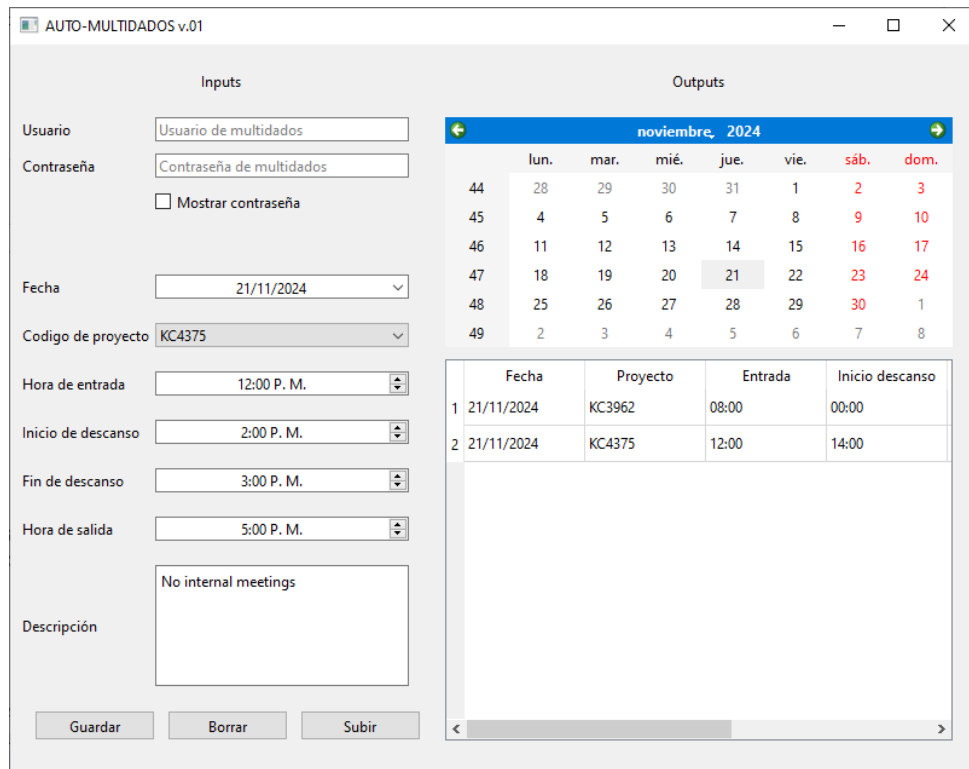 AUTO-MULTIDADOS v.01
Inputs
Usuario Usuario de multidados
Contraseña Contraseña de multidados
Mostrar contraseña
Fecha 21/11/2024
Codigo de proyecto KC4375
Hora de entrada 12:00 P. M.
Inicio de descanso 2:00 P. M.
Fin de descanso 3:00 P. M.
Hora de salida 5:00 P. M.
Descripción No internal meetings
Guardar Borrar Subir
Outputs
noviembre, 2024
lun. mar. mié. jue. vie. sáb. dom.
44 28 29 30 31 1 2 3
45 4 5 6 7 8 9 10
46 11 12 13 14 15 16 17
47 18 19 20 21 22 23 24
48 25 26 27 28 29 30 1
49 2 3 4 5 6 7 8
Fecha Proyecto Entrada Inicio descanso
1 21/11/2024 KC3962 08:00 00:00
2 21/11/2024 KC4375 12:00 14:00